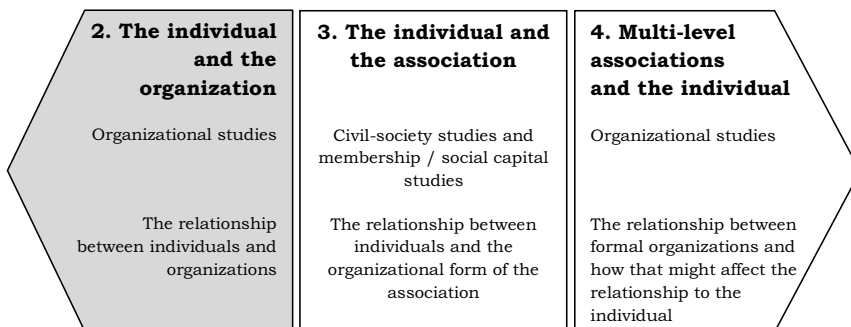 2. The individual
and the
organization
Organizational studies
The relationship
between individuals and
organizations
3. The individual and
the association
Civil-society studies and
membership / social capital
studies
The relationship between
individuals and the
organizational form of the
association
4. Multi-level
associations
and the individual
Organizational studies
The relationship between
formal organizations and
how that might affect the
relationship to the
individual